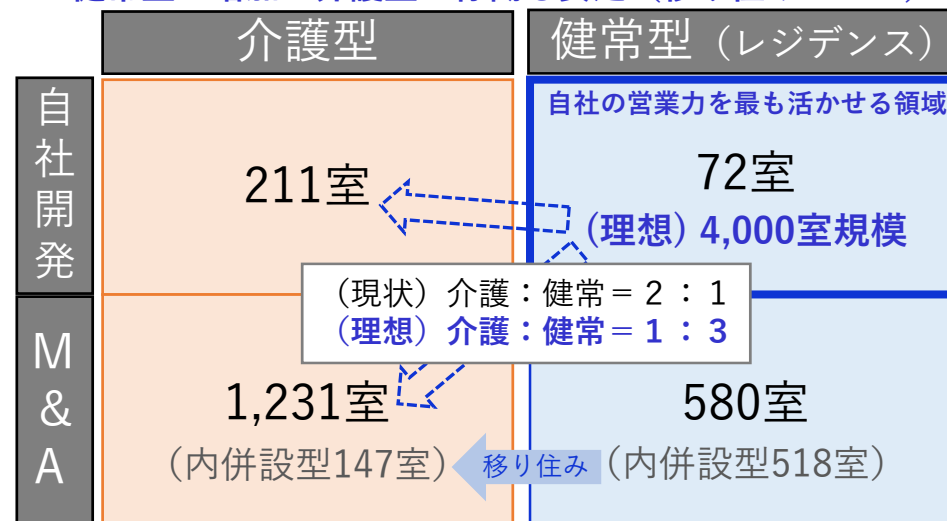 介護型
健常型（レジデンス）
自社開発
211室
自社の営業力を最も活かせる領域
72室
(理想) 4,000室規模
（現状）介護：健常＝２：１
（理想）介護：健常＝１：３
M&A
1,231室
（内併設型147室）
移り住み
580室
（内併設型518室）